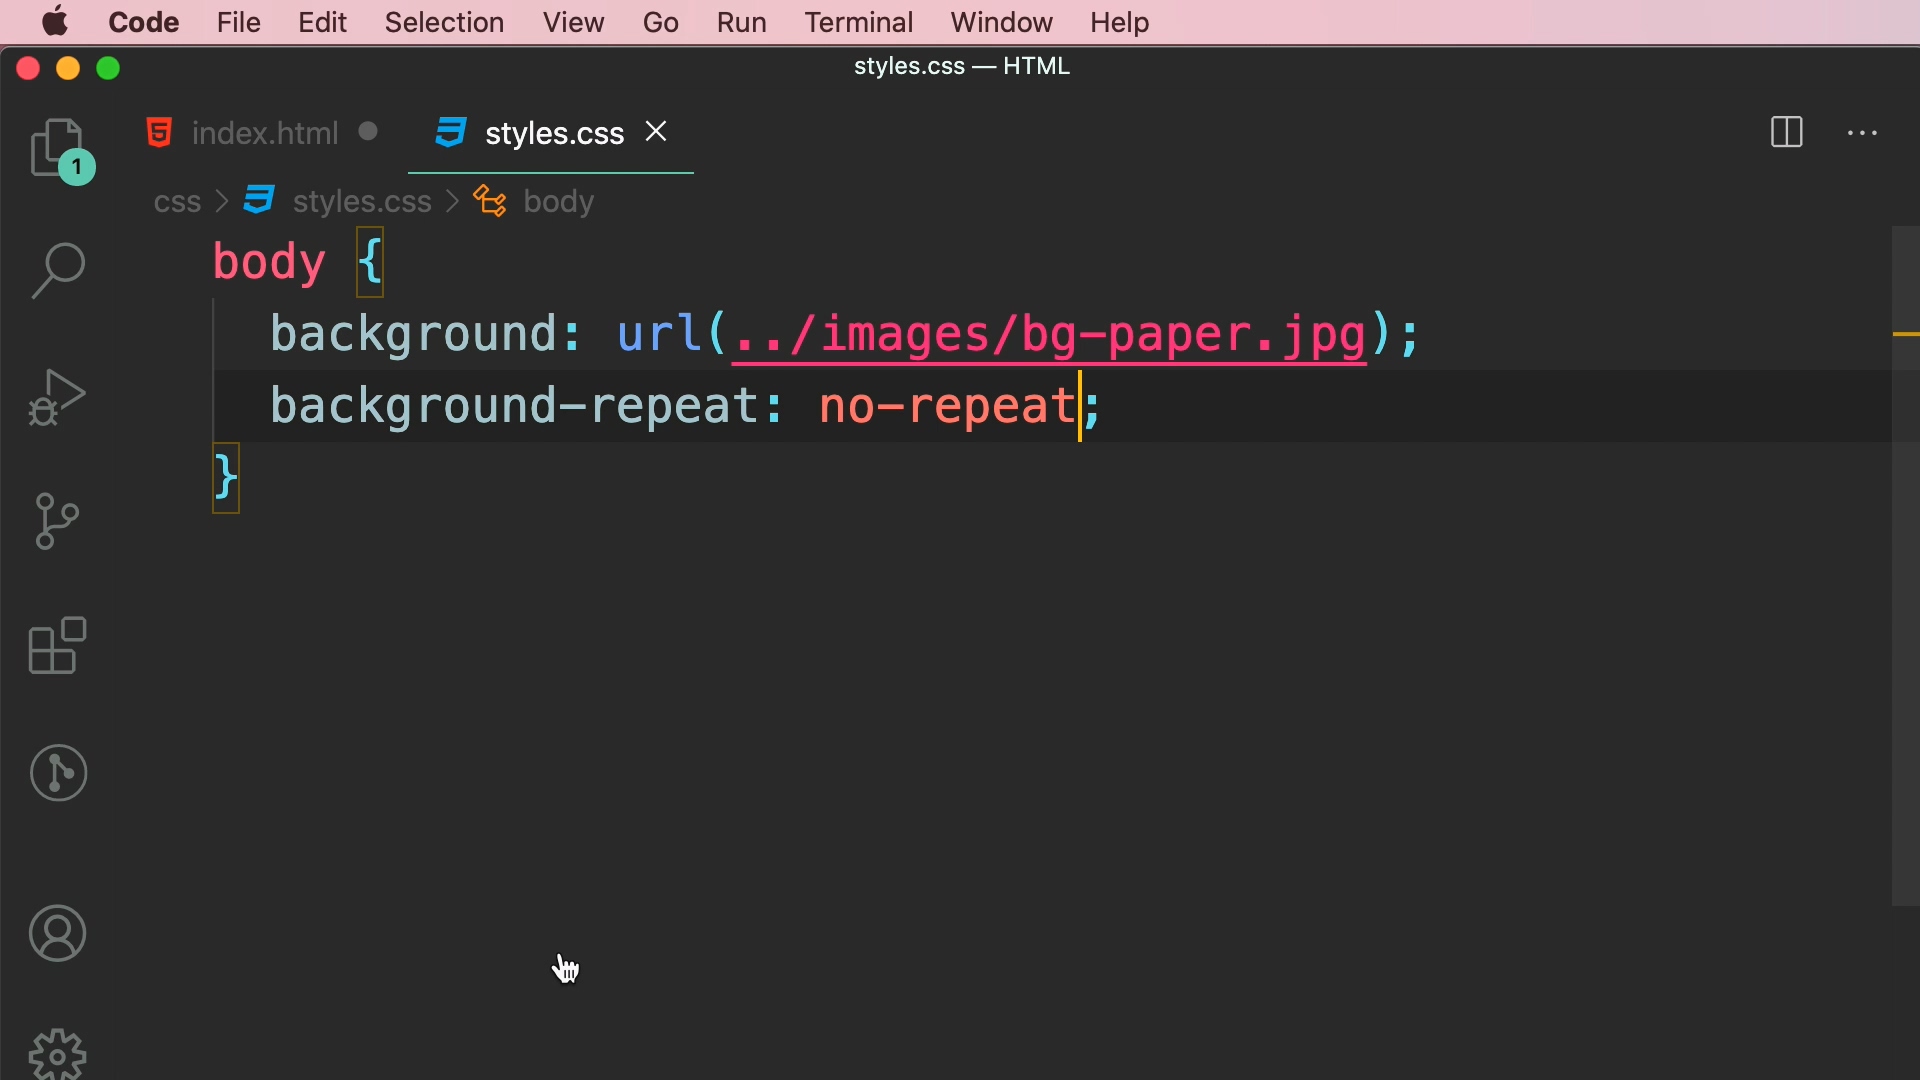 Code File Edit Selection View Go Run Terminal Window Help
styles.css — HTML
index.html styles.css
1
css > styles.css > body
body {
background: url(../images/bg-paper.jpg);
background-repeat: no-repeat;
}